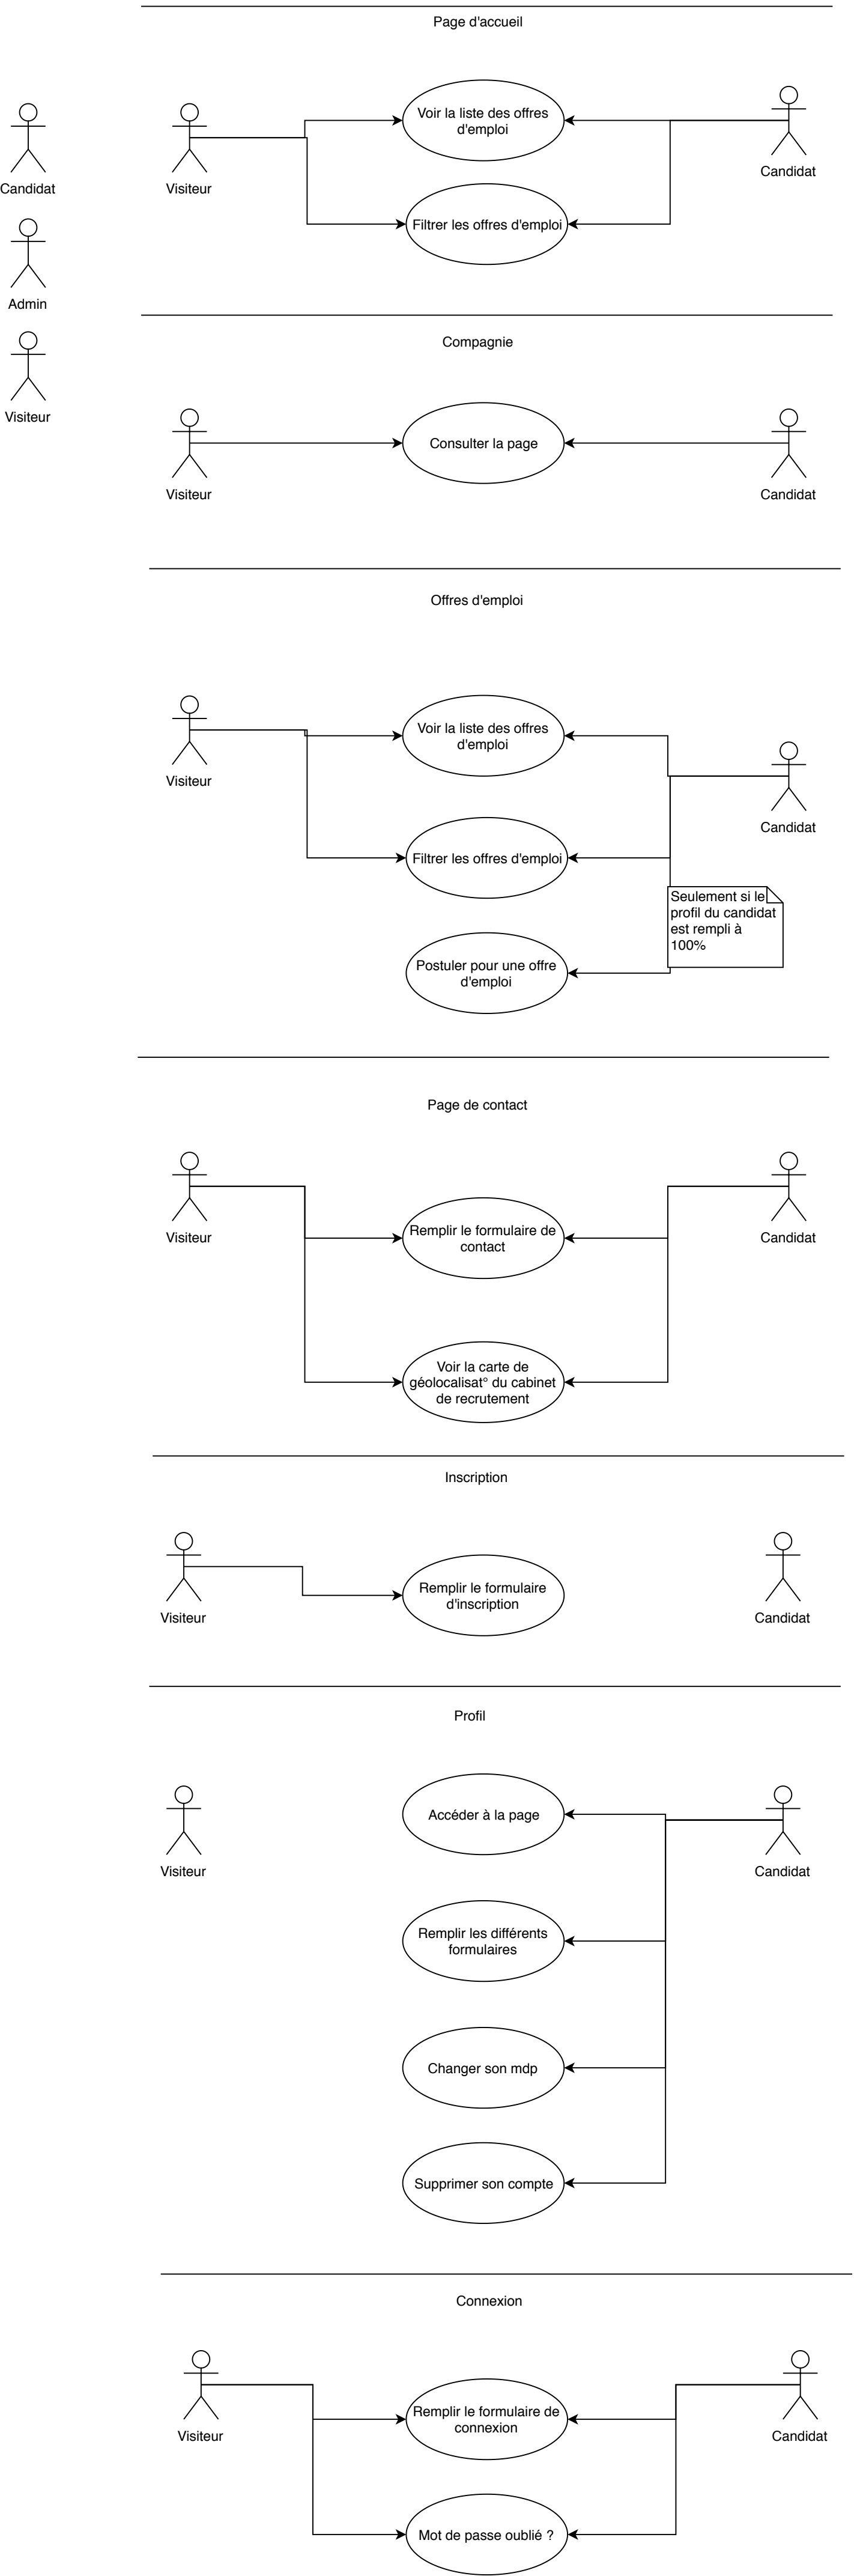 Page d'accueil
Voir la liste des offres
d'emploi
Candidat
Visiteur
Candidat
Filtrer les offres d'emploi
Admin
Compagnie
Visiteur
Consulter la page
Visiteur
Candidat
Offres d'emploi
Voir la liste des offres
d'emploi
Visiteur
Candidat
Filtrer les offres d'emploi
Seulement si le
profil du candidat
est rempli à
100%
Postuler pour une offre
d'emploi
Page de contact
Remplir le formulaire de
contact
Visiteur
Candidat
Voir la carte de
géolocalisat° du cabinet
de recrutement
Inscription
Remplir le formulaire
d'inscription
Visiteur
Candidat
Profil
Accéder à la page
Visiteur
Candidat
Remplir les différents
formulaires
Changer son mdp
Supprimer son compte
Connexion
Remplir le formulaire de
connexion
Visiteur
Candidat
Mot de passe oublié ?